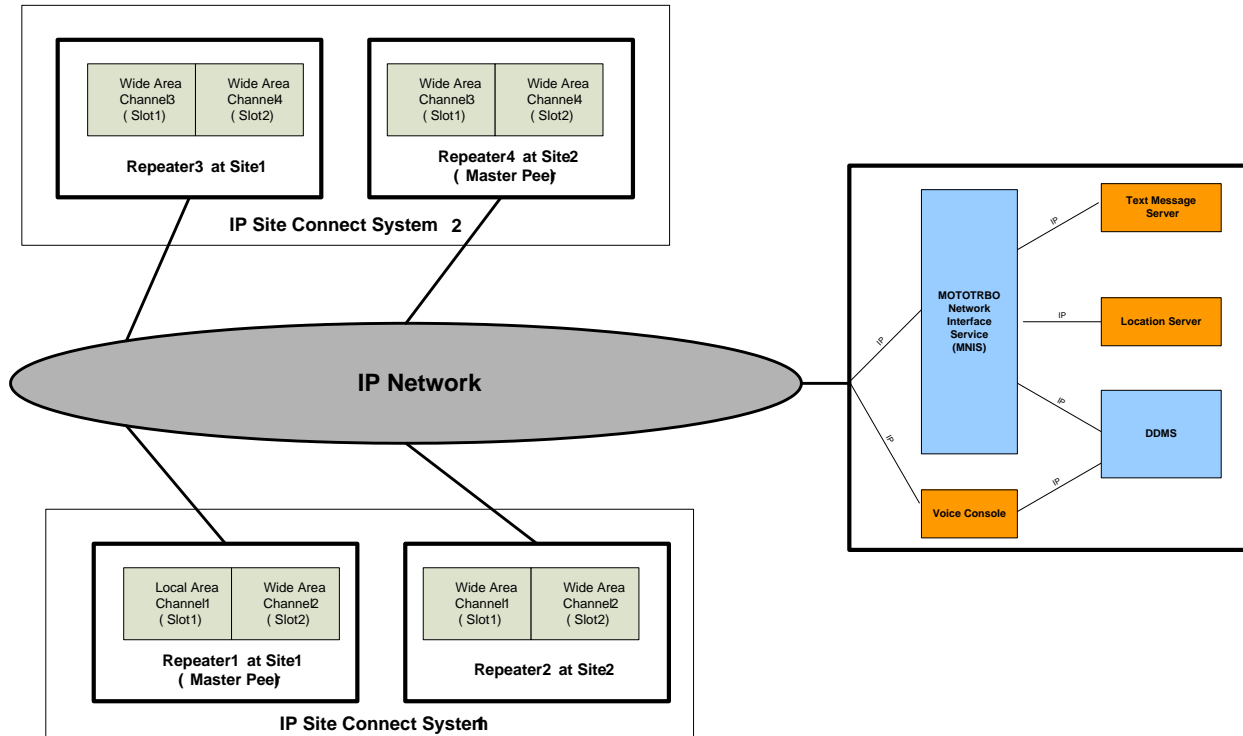 Wide Area
Channel3
( Slot1)
Wide Area
Channel4
( Slot2)
Repeater3 at Site1
Wide Area
Channel3
( Slot1)
Wide Area
Channel4
( Slot2)
Repeater4 at Site2
( Master Peer)
IP Site Connect System 2
IP Network
MOTOTRBO
Network
Interface
Service
(MNIS)
Text Message
Server
Location Server
DDMS
Voice Console
IP
IP
IP
IP
IP
IP
Local Area
Channel1
( Slot1)
Wide Area
Channel2
( Slot2)
Repeater1 at Site1
( Master Peer)
Wide Area
Channel1
( Slot1)
Wide Area
Channel2
( Slot2)
Repeater2 at Site2
IP Site Connect System1